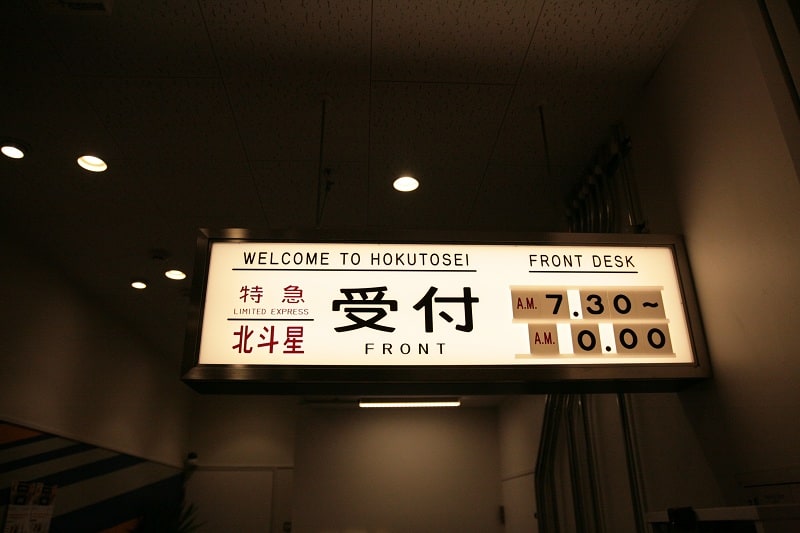 WELCOME TO HOKUTOSEI
特急
LIMITED EXPRESS
北斗星
受付
FRONT
FRONT DESK
A.M. 7.30~
A.M. 0.00